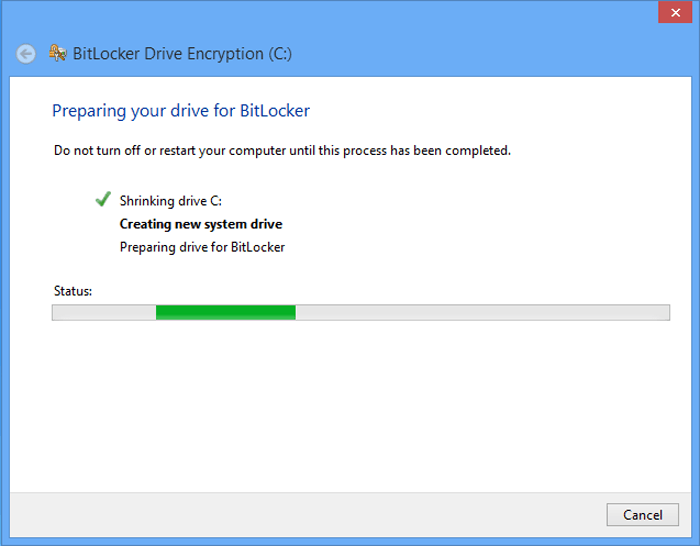 BitLocker Drive Encryption (C:)
Preparing your drive for BitLocker
Do not turn off or restart your computer until this process has been completed.
Shrinking drive C:
Creating new system drive
Preparing drive for BitLocker
Status:
Cancel